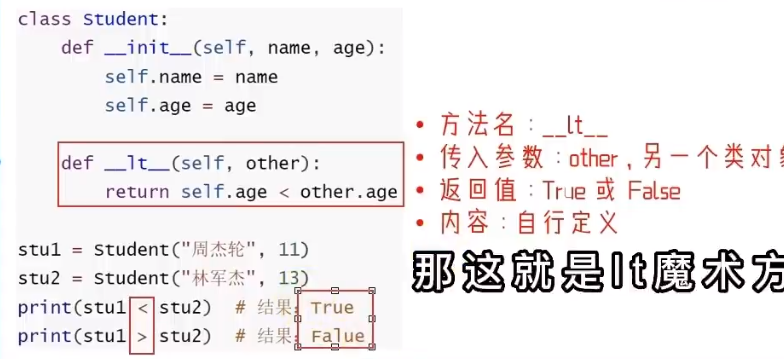 class Student:
    def __init__(self, name, age):
        self.name = name
        self.age = age
    def __lt__(self, other):
        return self.age < other.age
stu1 = Student("周杰轮", 11)
stu2 = Student("林军杰", 13)
print(stu1 < stu2)  # 结果：True
print(stu1 > stu2)  # 结果：Falue
• 方法名：__lt__
• 传入参数：other，另一个类对象
• 返回值：True 或 False
• 内容：自行定义
那这就是lt魔术方